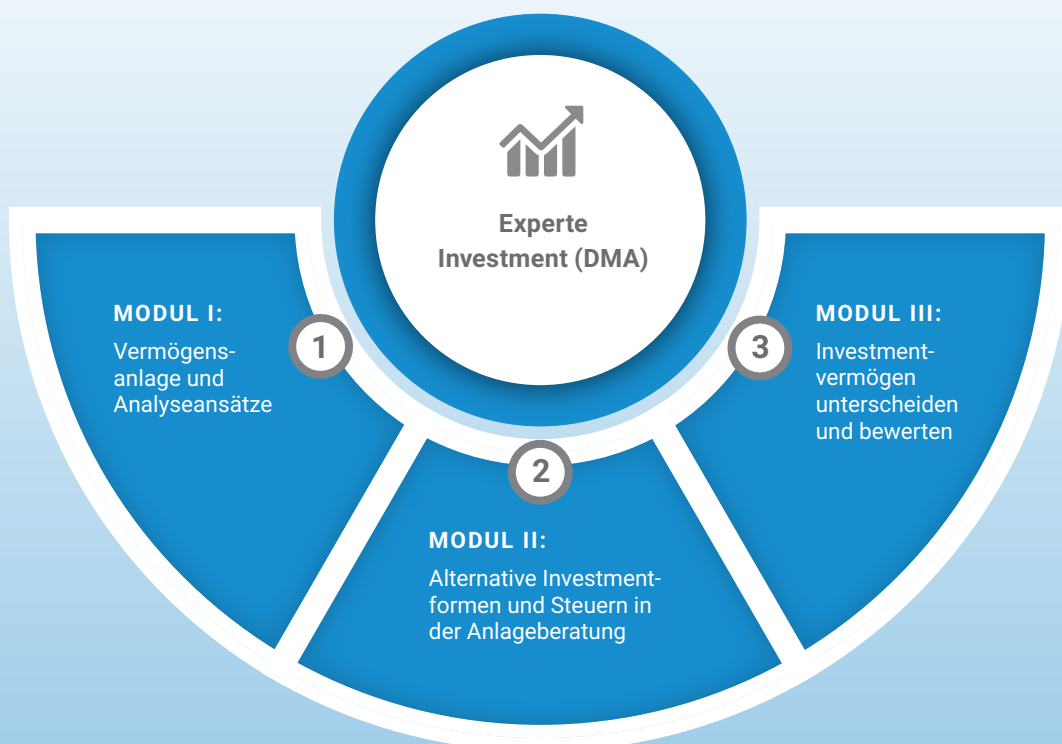 Experte
Investment (DMA)
1
MODUL I:
Vermögens-
anlage und
Analyseansätze
2
MODUL II:
Alternative Investment-
formen und Steuern in
der Anlageberatung
3
MODUL III:
Investment-
vermögen
unterscheiden
und bewerten